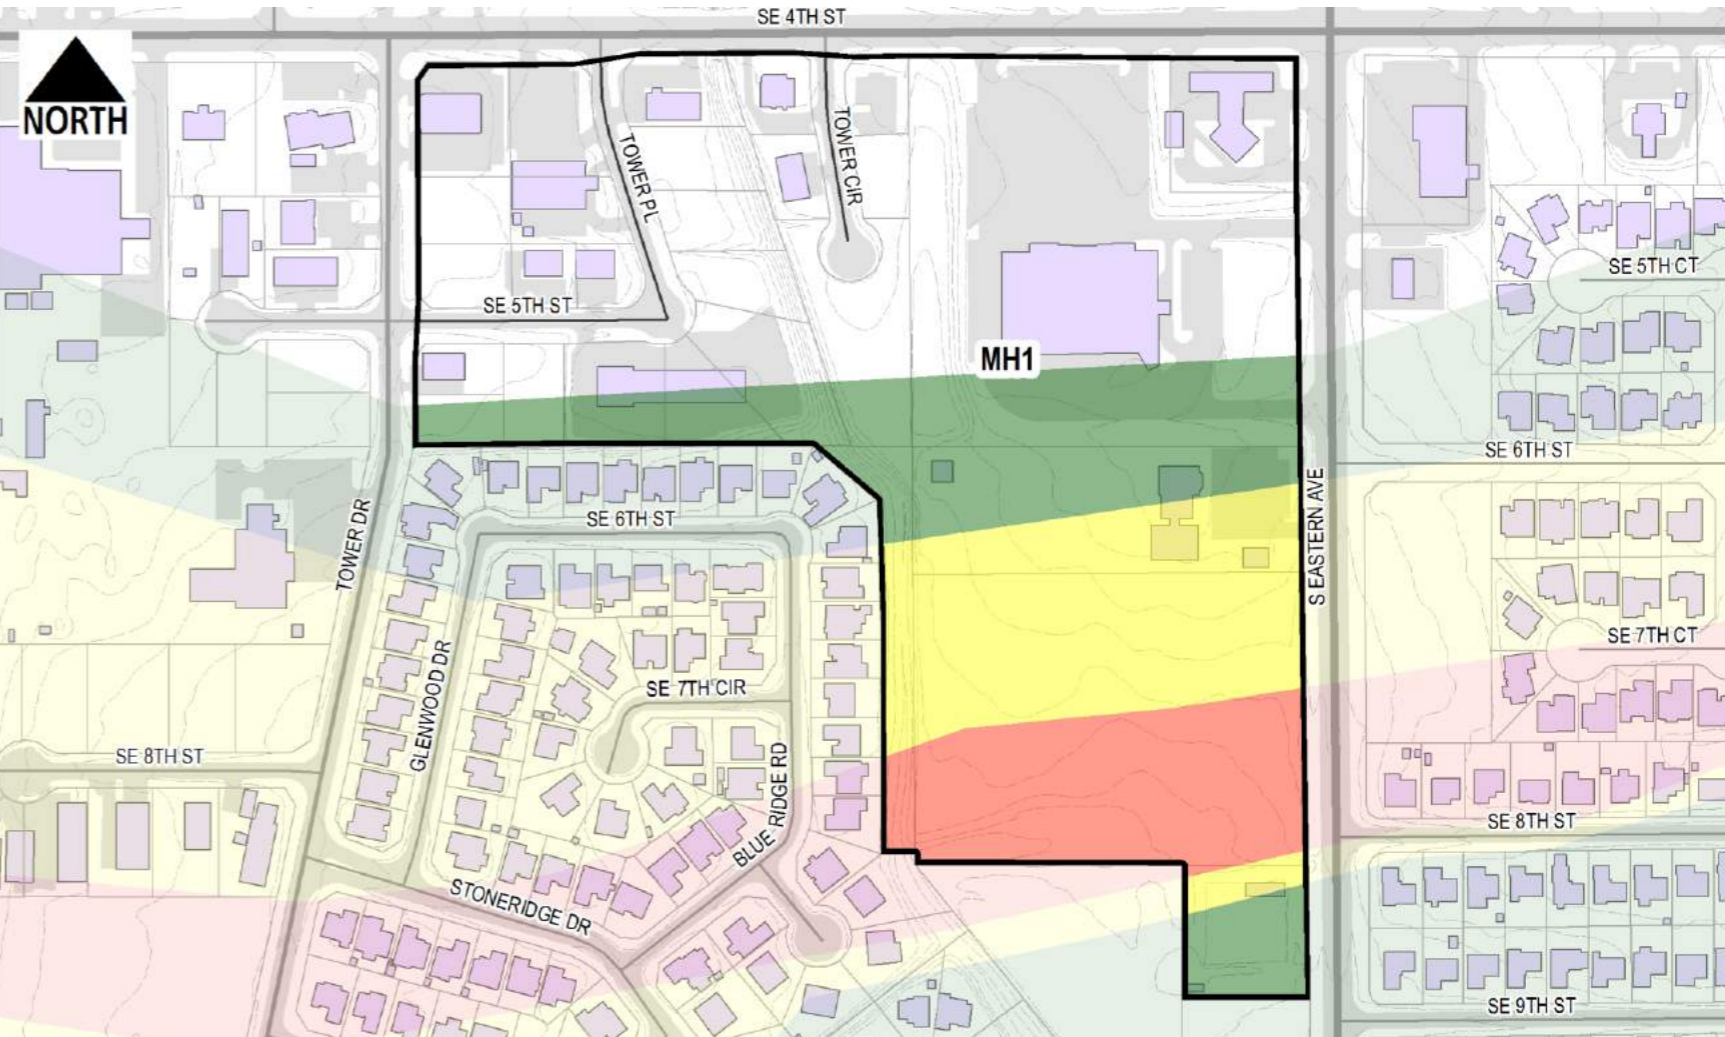 SE 4TH ST
NORTH
TOWER PL
TOWER CIR
SE 5TH CT
SE 5TH ST
MH1
SE 6TH ST
S EASTERN AVE
SE 6TH ST
TOWER DR
SE 7TH CT
GLENWOOD DR
SE 7TH CIR
SE 8TH ST
BLUE RIDGE RD
SE 8TH ST
STONERIDGE DR
SE 9TH ST